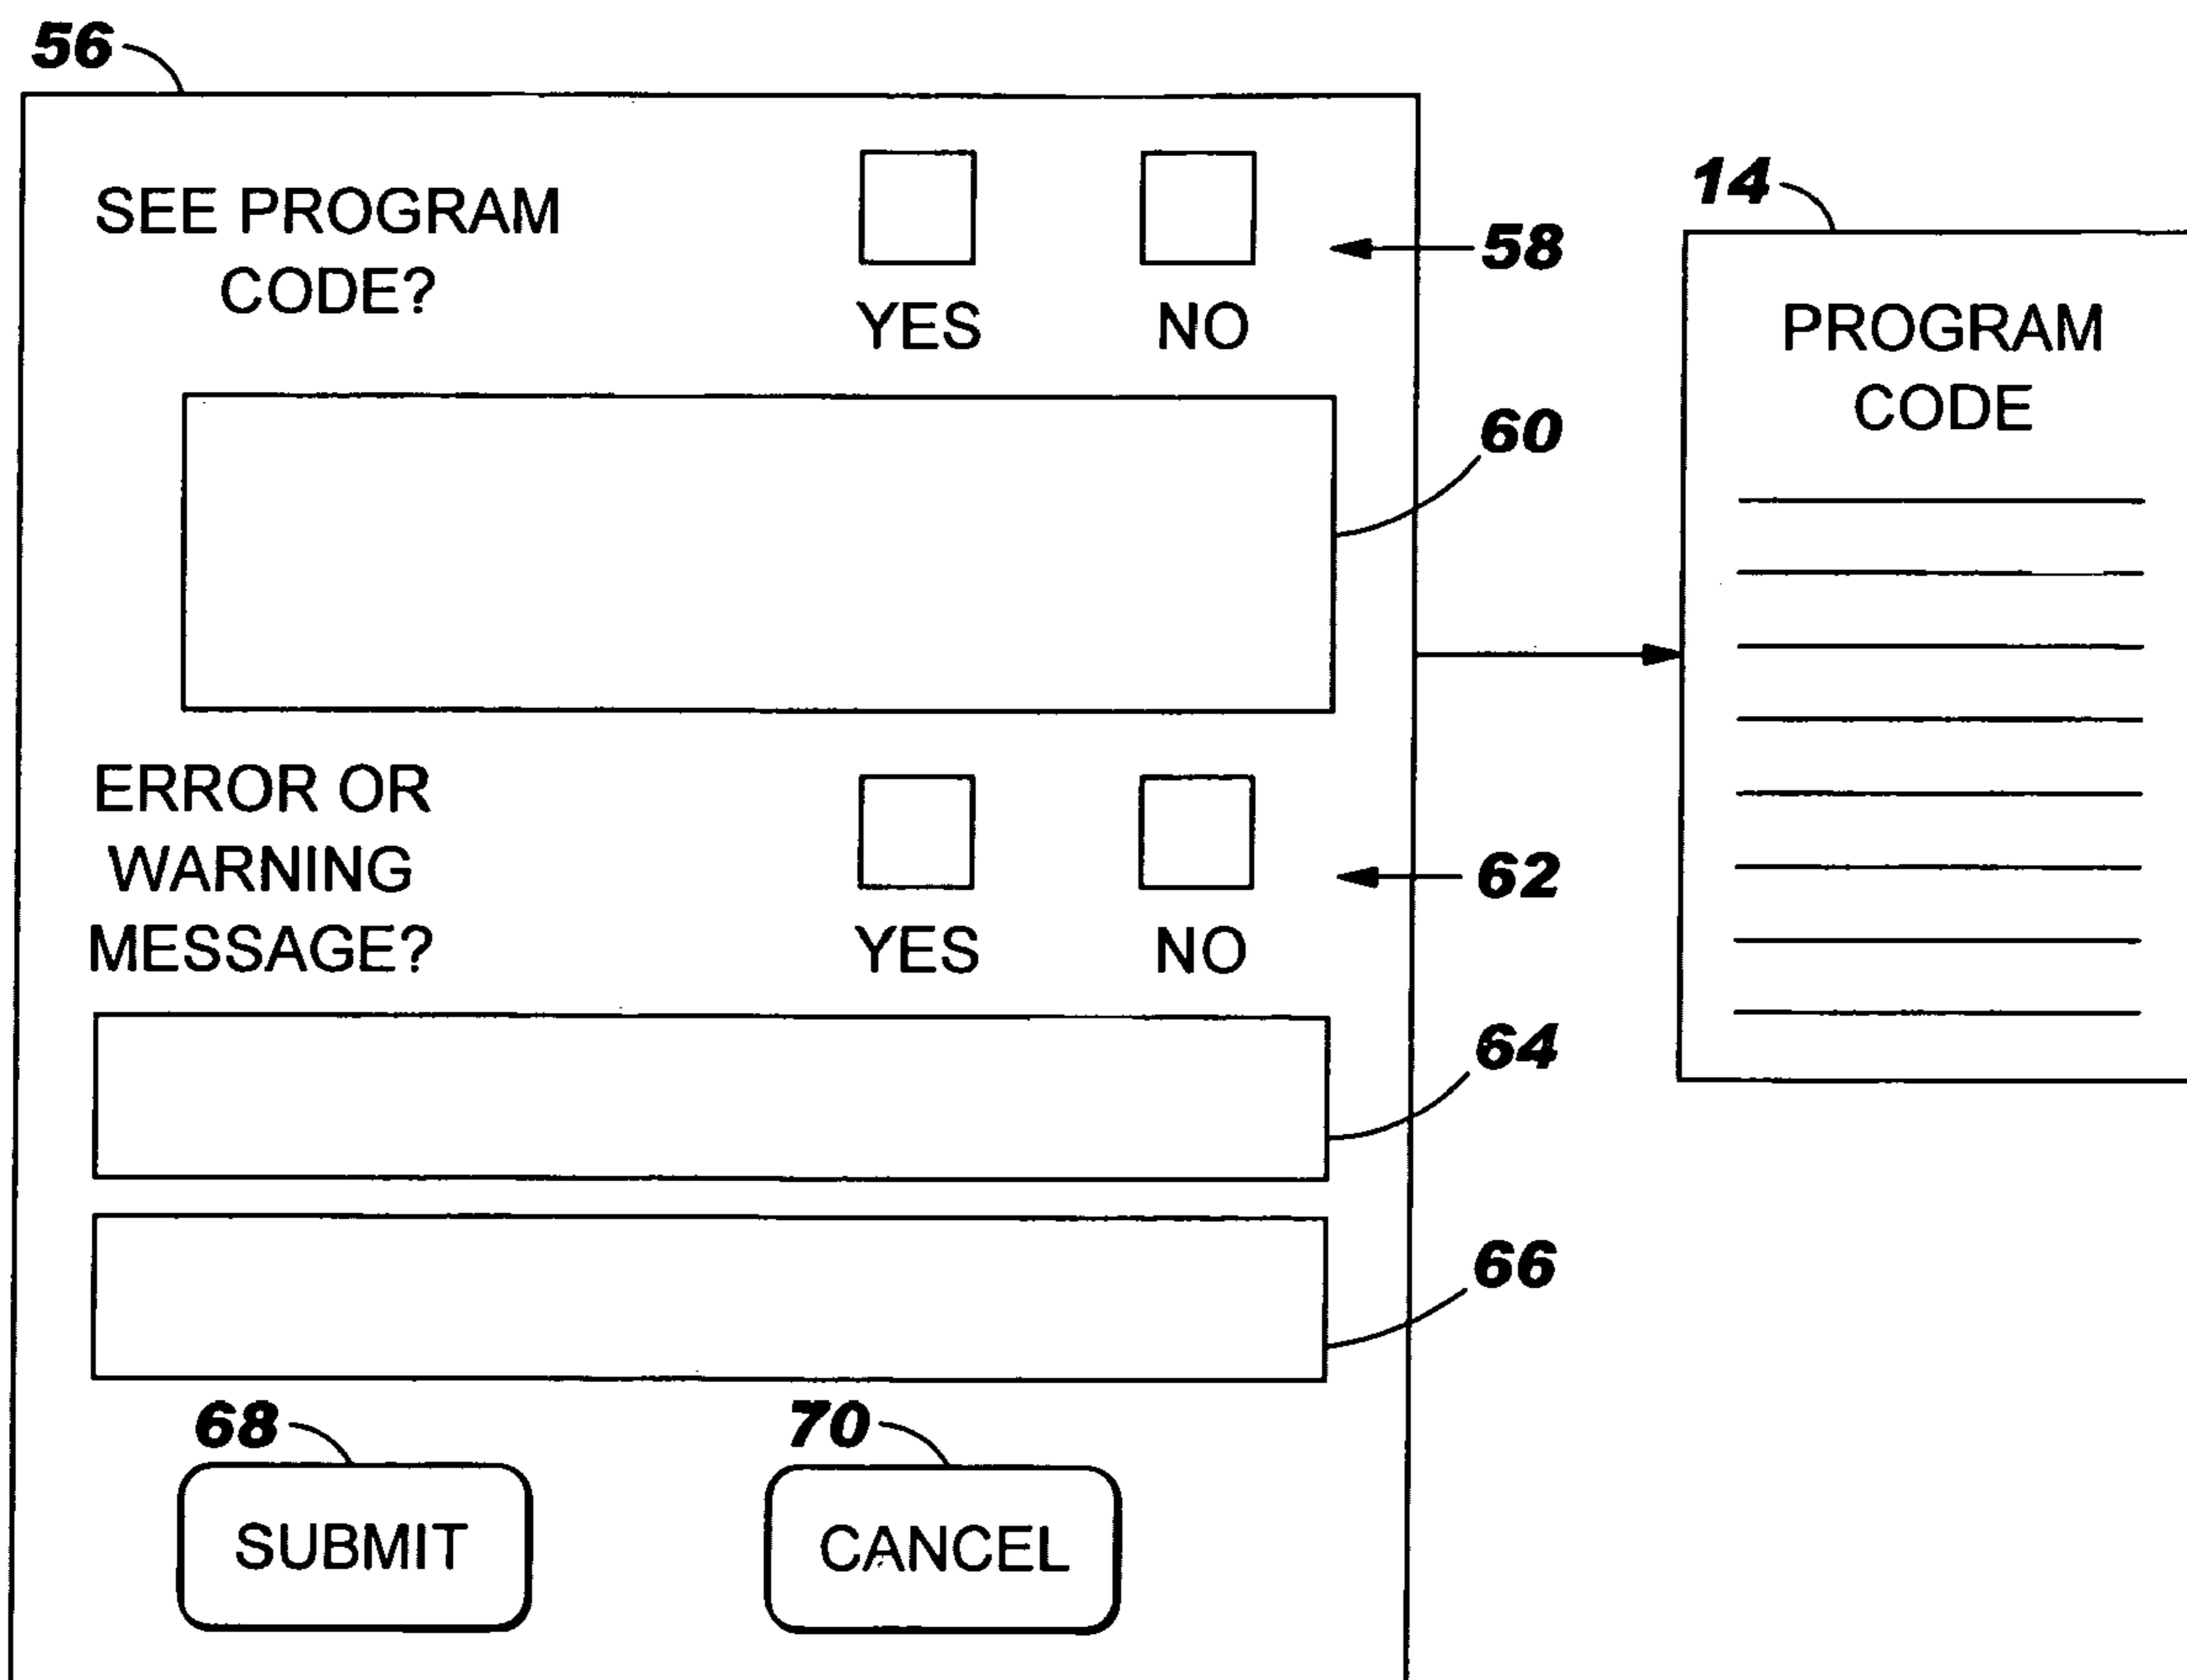 56
SEE PROGRAM
CODE?
YES
NO
58
14
PROGRAM
CODE
60
ERROR OR
WARNING
MESSAGE?
YES
NO
62
64
66
68
70
SUBMIT
CANCEL